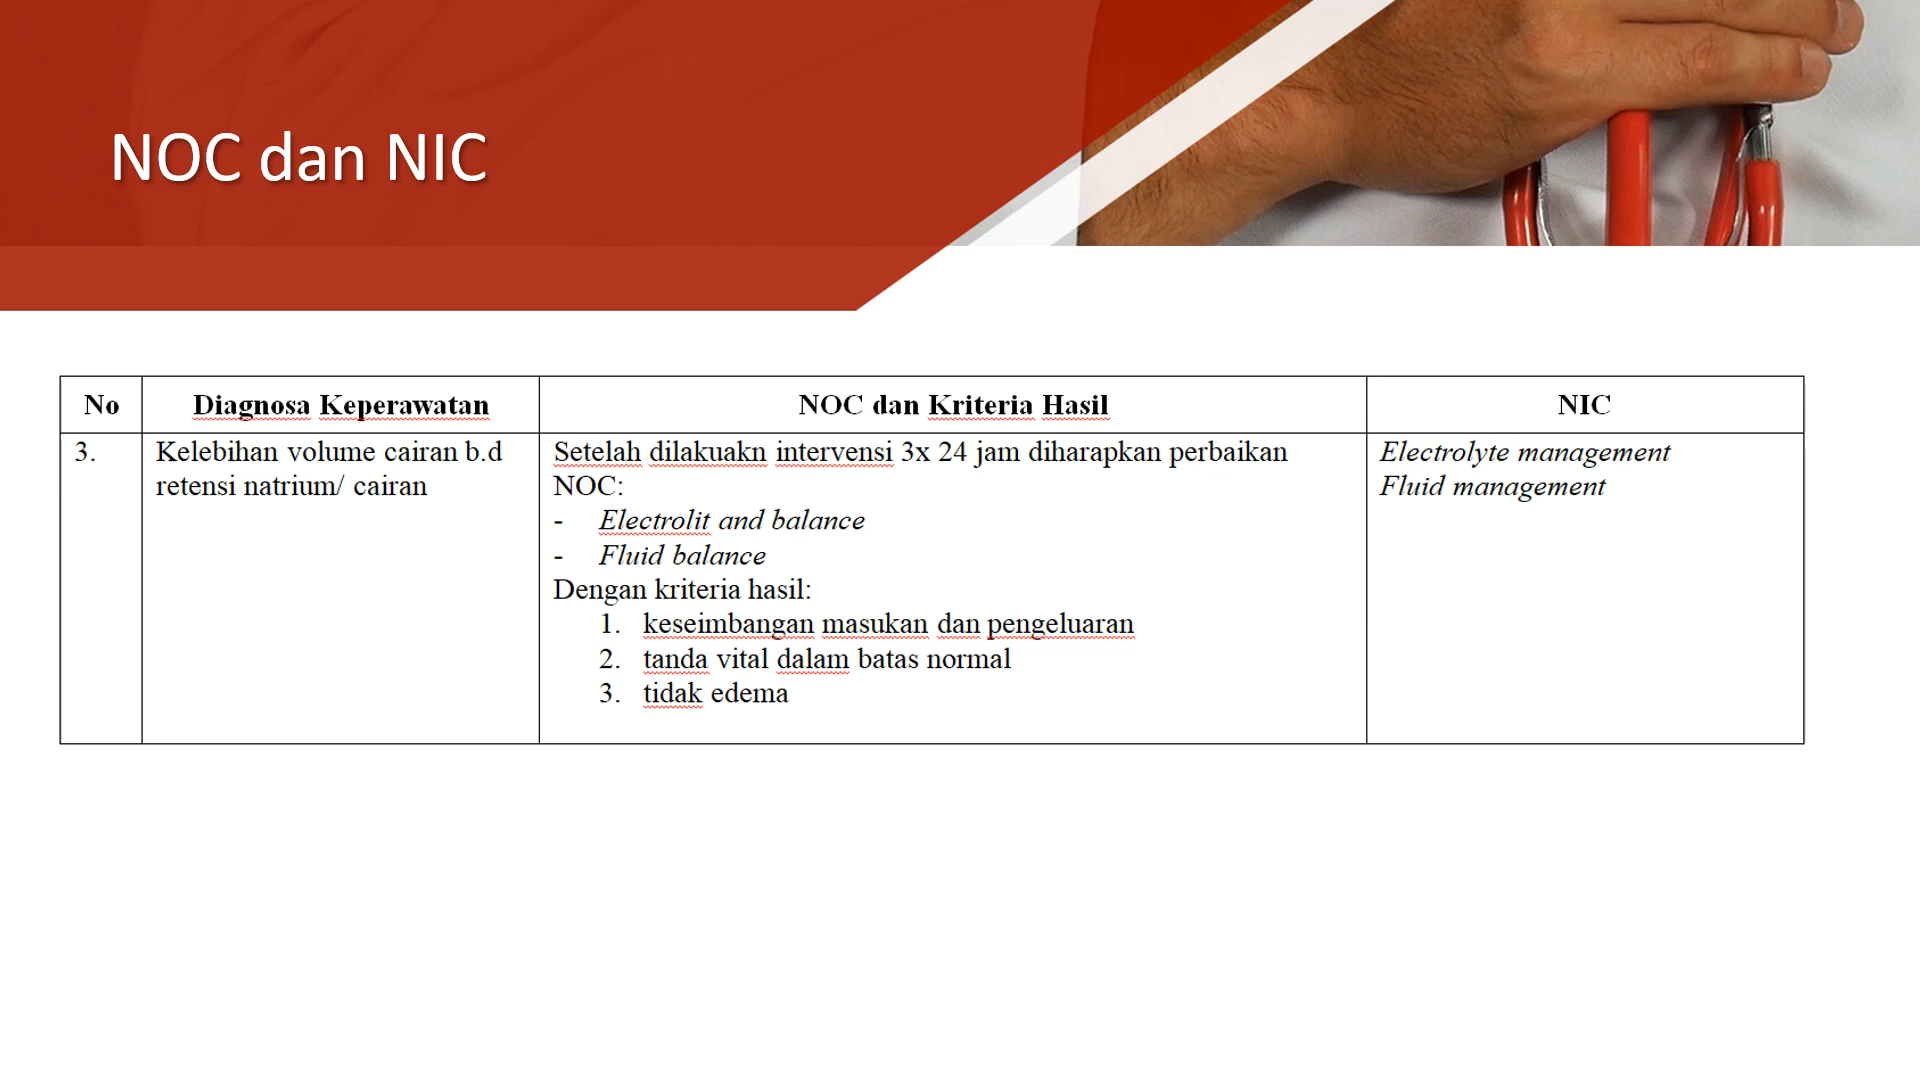 NOC dan NIC
No
Diagnosa Keperawatan
NOC dan Kriteria Hasil
NIC
3.
Kelebihan volume cairan b.d
retensi natrium/ cairan
Setelah dilakuakn intervensi 3x 24 jam diharapkan perbaikan
NOC:
- Electrolit and balance
- Fluid balance
Dengan kriteria hasil:
1. keseimbangan masukan dan pengeluaran
2. tanda vital dalam batas normal
3. tidak edema
Electrolyte management
Fluid management